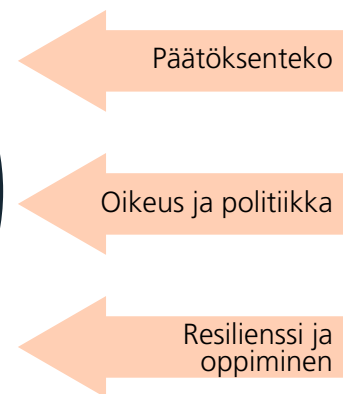 Päätöksenteko
Oikeus ja politiikka
Resilienssi ja
oppiminen